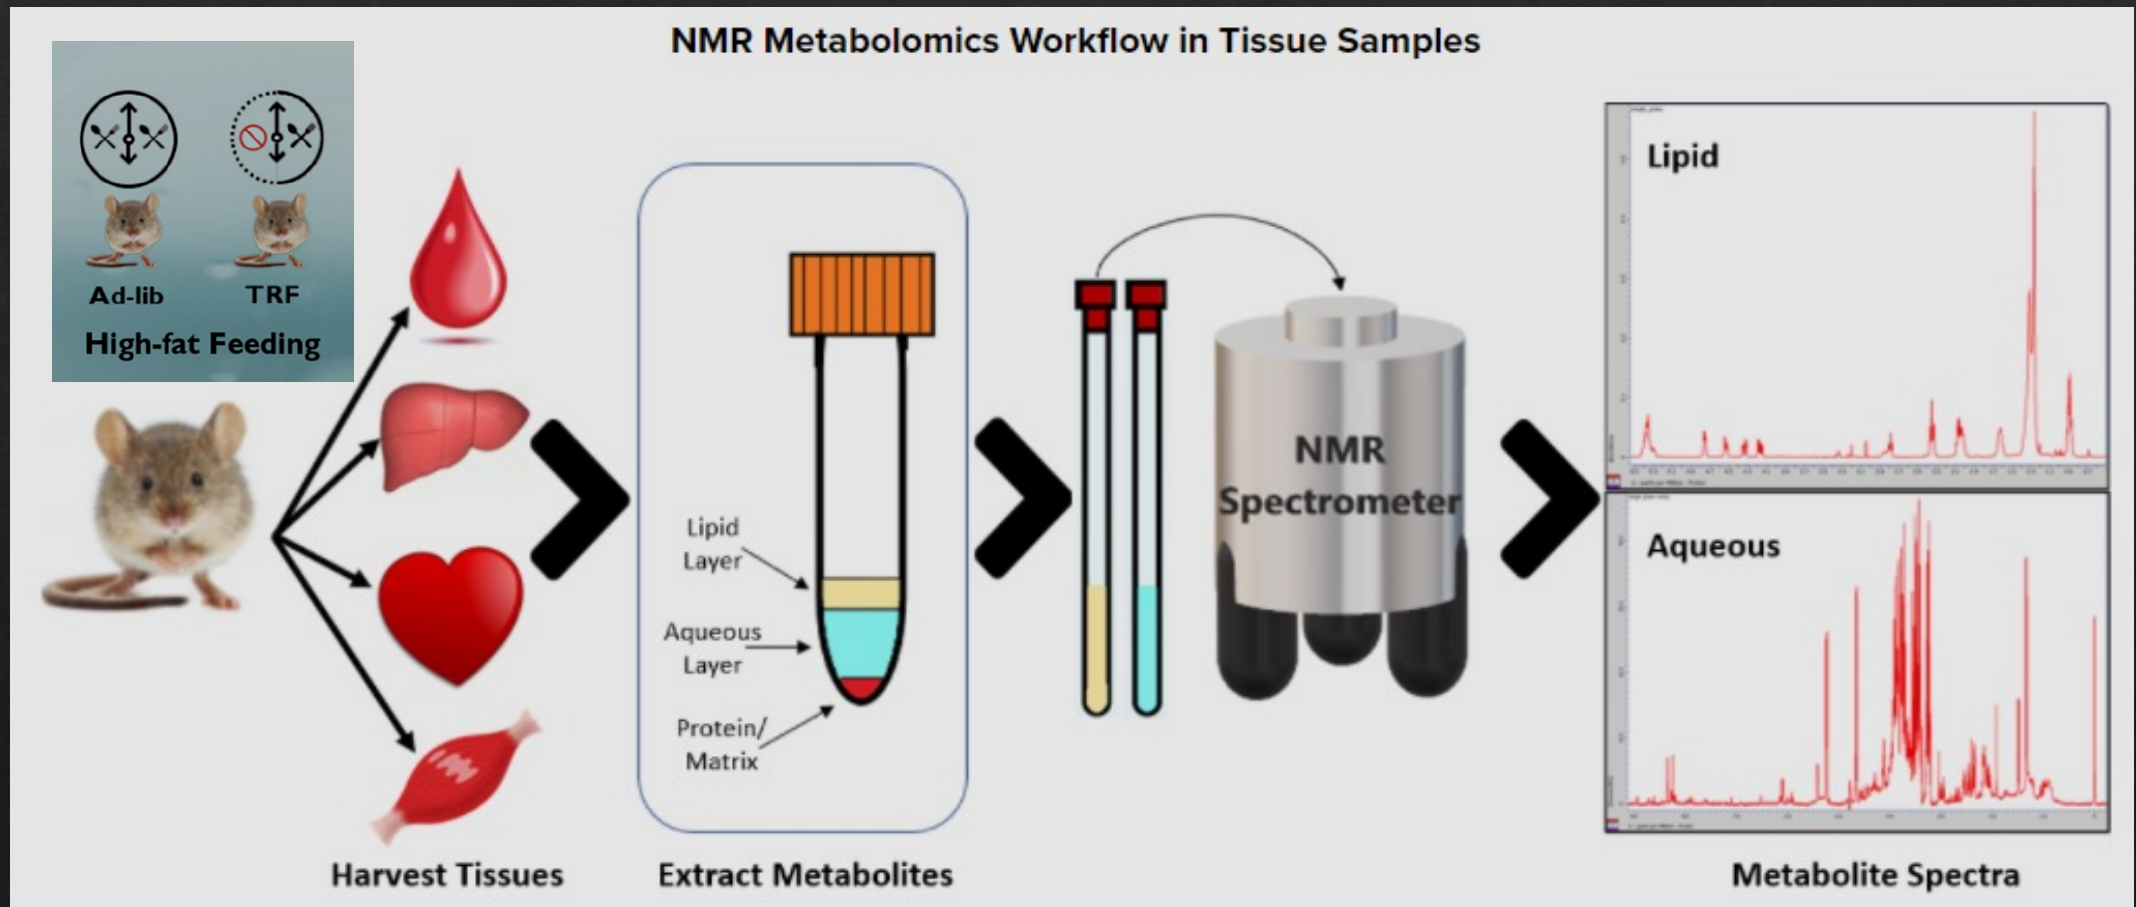 NMR Metabolomics Workflow in Tissue Samples
Ad-lib
TRF
High-fat Feeding
Lipid
Layer
Aqueous
Layer
Protein/
Matrix
NMR
Spectrometer
Lipid
Aqueous
Harvest Tissues
Extract Metabolites
Metabolite Spectra